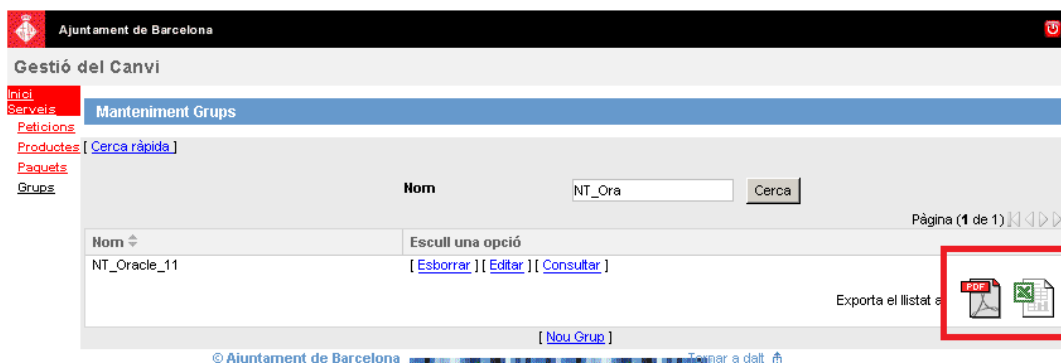 Ajuntament de Barcelona
Gestió del Canvi
Inici
Serveis
Peticions
Productes
Paquets
Grups
Manteniment Grups
[ Cerca ràpida ]
Nom NT_Ora Cerca
Pàgina (1 de 1)
Nom Escull una opció
NT_Oracle_11 [ Esborrar ] [ Editar ] [ Consultar ]
Exporta el llistat a PDF
[ Nou Grup ]
© Ajuntament de Barcelona Tornar a dalt